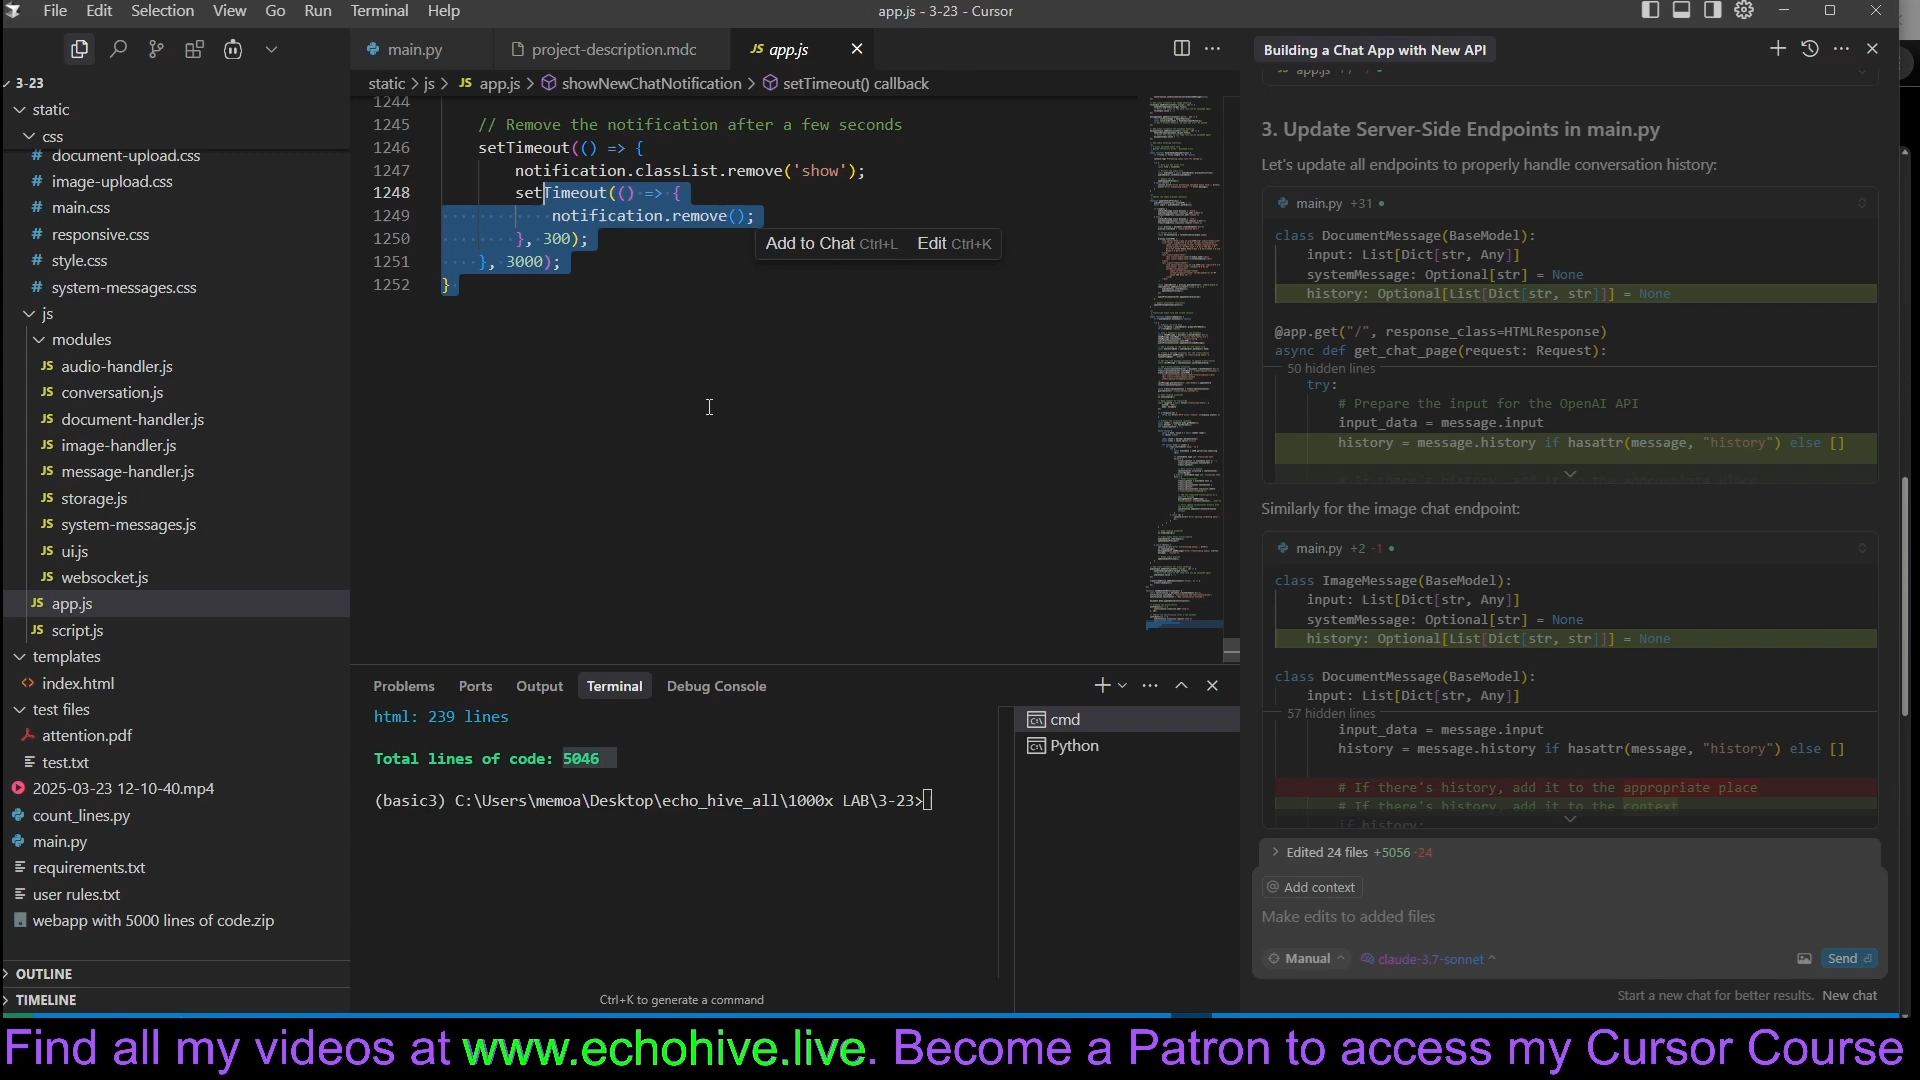 File Edit Selection View Go Run Terminal Help
app.js - 3-23 - Cursor
3-23
static
css
document-upload.css
image-upload.css
main.css
responsive.css
style.css
system-messages.css
js
modules
audio-handler.js
conversation.js
document-handler.js
image-handler.js
message-handler.js
storage.js
system-messages.js
ui.js
websocket.js
app.js
script.js
templates
index.html
test files
attention.pdf
test.txt
2025-03-23 12-10-40.mp4
count_lines.py
main.py
requirements.txt
user rules.txt
webapp with 5000 lines of code.zip
OUTLINE
TIMELINE
main.py
project-description.mdc
JS app.js
static > js > JS app.js > showNewChatNotification > setTimeout() callback
1244
1245 // Remove the notification after a few seconds
1246 setTimeout(() => {
1247 notification.classList.remove('show');
1248 setTimeout(() => {
1249 notification.remove();
1250 }, 300);
1251 }, 3000);
1252 }
Add to Chat Ctrl+L Edit Ctrl+K
Problems Ports Output Terminal Debug Console
html: 239 lines
Total lines of code: 5046
(basic3) C:\Users\memoa\Desktop\echo_hive_all\1000x LAB\3-23>
cmd
Python
Ctrl+K to generate a command
Building a Chat App with New API
3. Update Server-Side Endpoints in main.py
Let's update all endpoints to properly handle conversation history:
main.py +31
class DocumentMessage(BaseModel):
input: List[Dict[str, Any]]
systemMessage: Optional[str] = None
history: Optional[List[Dict[str, str]]] = None
@app.get("/", response_class=HTMLResponse)
async def get_chat_page(request: Request):
50 hidden lines
try:
# Prepare the input for the OpenAI API
input_data = message.input
history = message.history if hasattr(message, "history") else []
Similarly for the image chat endpoint:
main.py +2 -1
class ImageMessage(BaseModel):
input: List[Dict[str, Any]]
systemMessage: Optional[str] = None
history: Optional[List[Dict[str, str]]] = None
class DocumentMessage(BaseModel):
input: List[Dict[str, Any]]
57 hidden lines
input_data = message.input
history = message.history if hasattr(message, "history") else []
# If there's history, add it to the appropriate place
# If there's history, add it to the context
if history:
Edited 24 files +5056 -24
@ Add context
Make edits to added files
Manual claude-3.7-sonnet Send
Start a new chat for better results. New chat
Find all my videos at www.echohive.live. Become a Patron to access my Cursor Course